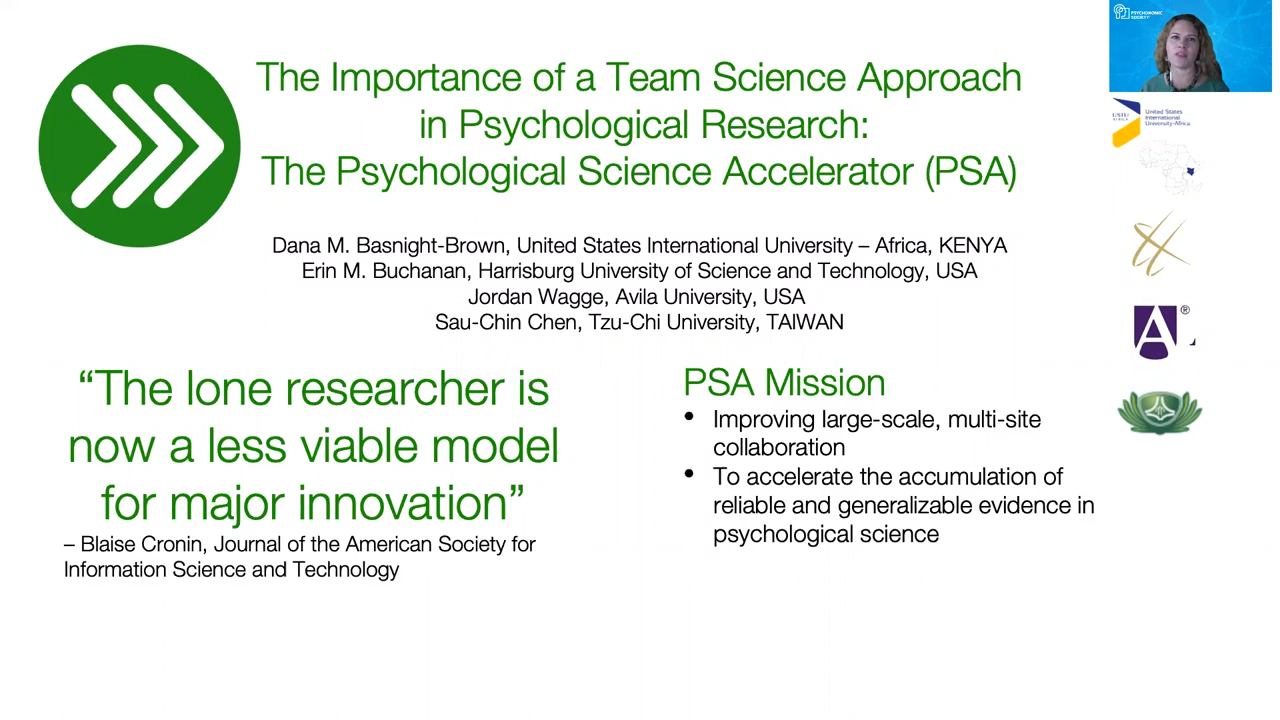 PSYCHONOMIC
SOCIETY
The Importance of a Team Science Approach
in Psychological Research:
The Psychological Science Accelerator (PSA)
USIU
AFRICA
United States
International
University-Africa
Dana M. Basnight-Brown, United States International University – Africa, KENYA
Erin M. Buchanan, Harrisburg University of Science and Technology, USA
Jordan Wagge, Avila University, USA
Sau-Chin Chen, Tzu-Chi University, TAIWAN
A®
“The lone researcher is
now a less viable model
for major innovation”
– Blaise Cronin, Journal of the American Society for
Information Science and Technology
PSA Mission
• Improving large-scale, multi-site
collaboration
• To accelerate the accumulation of
reliable and generalizable evidence in
psychological science